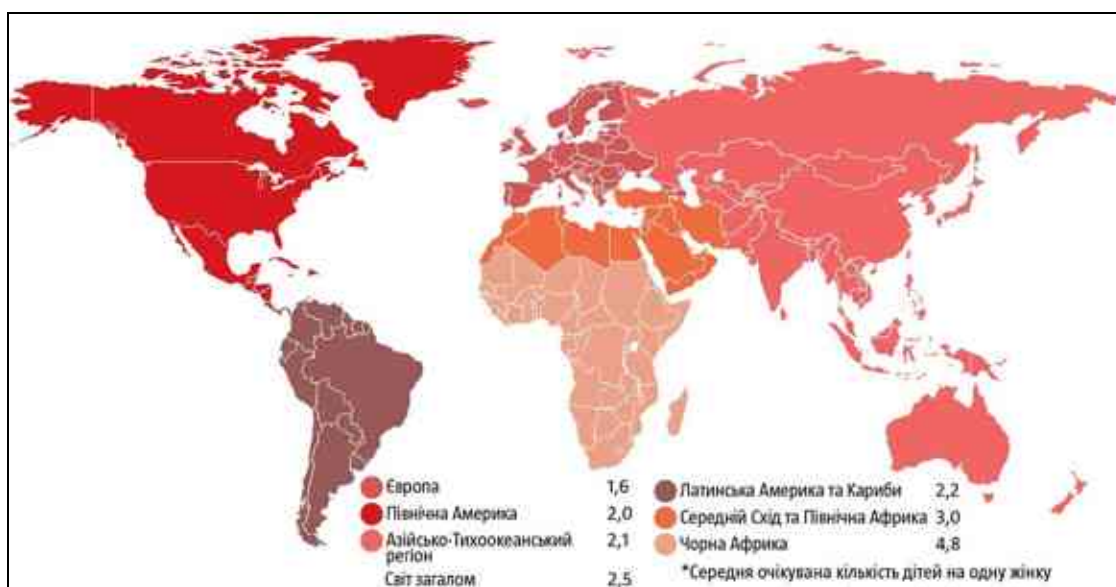 Європа 1,6
Північна Америка 2,0
Азійсько-Тихоокеанський
регіон 2,1
Світ загалом 2,5
Латинська Америка та Кариби 2,2
Середній Схід та Північна Африка 3,0
Чорна Африка 4,8
*Середня очікувана кількість дітей на одну жінку